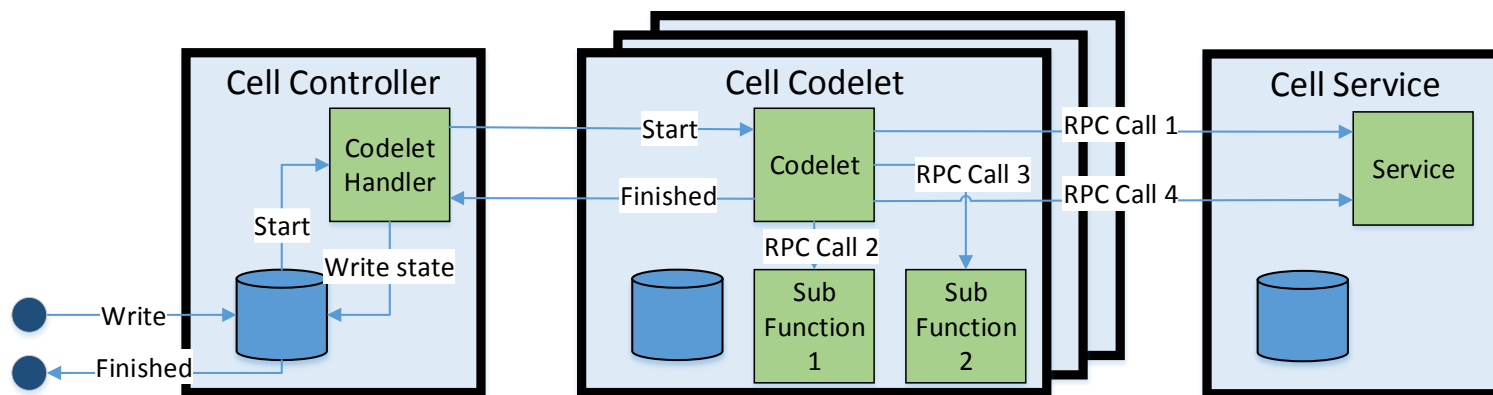 Cell Controller
Cell Codelet
Cell Service
Codelet
Handler
Start
Write state
Write
Finished
Start
Finished
Codelet
RPC Call 1
RPC Call 3
RPC Call 4
RPC Call 2
Sub
Function
1
Sub
Function
2
Service